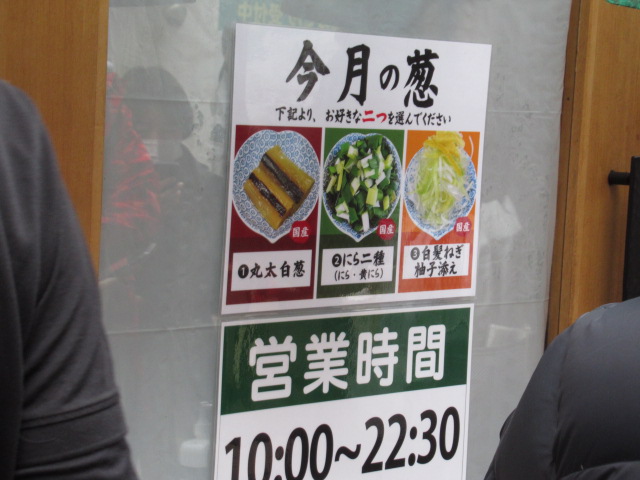 今月の葱
下記より、お好きな二つを選んでください
国産
国産
国産
❶丸太白葱
❷にら二種
(にら・黄にら)
❸白髪ねぎ
柚子添え
営業時間
10:00~22:30